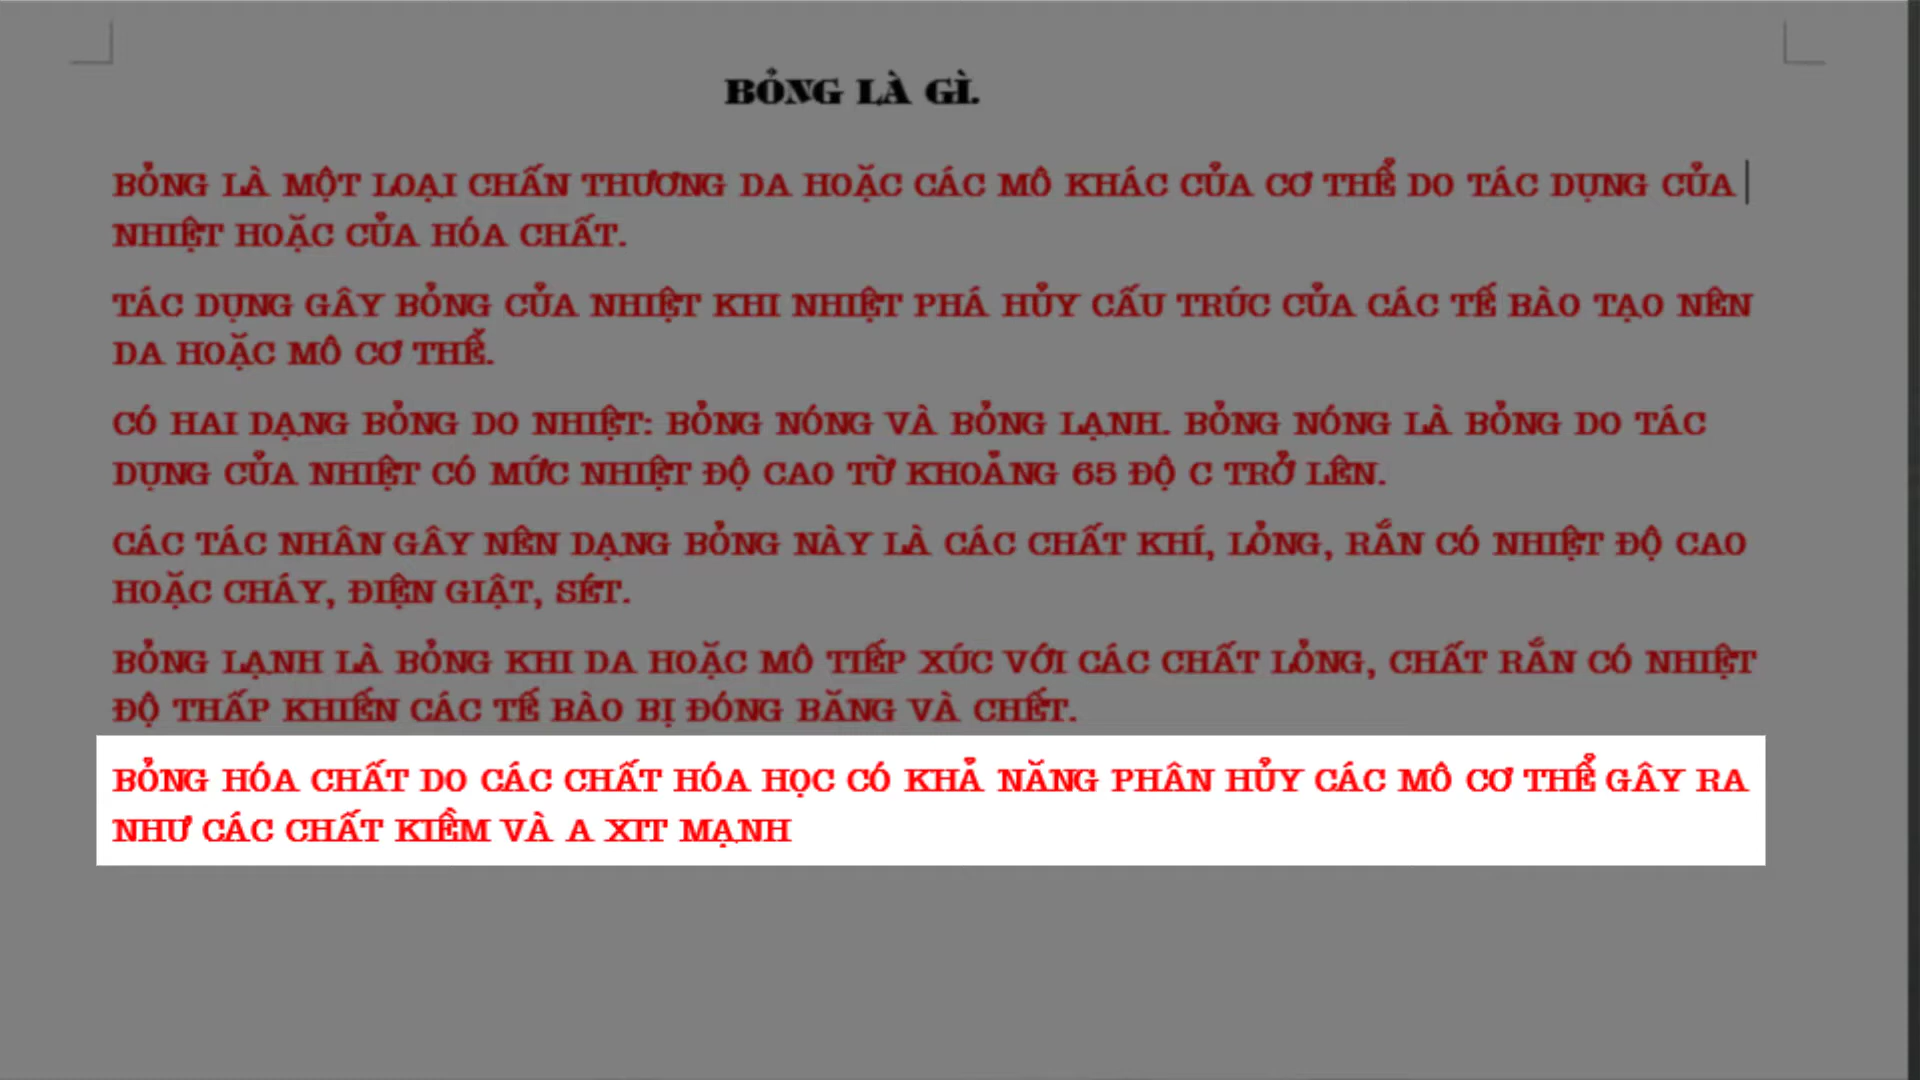 BỎNG LÀ GÌ.
BỎNG LÀ MỘT LOẠI CHẤN THƯƠNG DA HOẶC CÁC MÔ KHÁC CỦA CƠ THỂ DO TÁC DỤNG CỦA
NHIỆT HOẶC CỦA HÓA CHẤT.
TÁC DỤNG GÂY BỎNG CỦA NHIỆT KHI NHIỆT PHÁ HỦY CẤU TRÚC CỦA CÁC TẾ BÀO TẠO NÊN
DA HOẶC MÔ CƠ THỂ.
CÓ HAI DẠNG BỎNG DO NHIỆT: BỎNG NÓNG VÀ BỎNG LẠNH. BỎNG NÓNG LÀ BỎNG DO TÁC
DỤNG CỦA NHIỆT CÓ MỨC NHIỆT ĐỘ CAO TỪ KHOẢNG 65 ĐỘ C TRỞ LÊN.
CÁC TÁC NHÂN GÂY NÊN DẠNG BỎNG NÀY LÀ CÁC CHẤT KHÍ, LỎNG, RẮN CÓ NHIỆT ĐỘ CAO
HOẶC CHÁY, ĐIỆN GIẬT, SÉT.
BỎNG LẠNH LÀ BỎNG KHI DA HOẶC MÔ TIẾP XÚC VỚI CÁC CHẤT LỎNG, CHẤT RẮN CÓ NHIỆT
ĐỘ THẤP KHIẾN CÁC TẾ BÀO BỊ ĐÓNG BĂNG VÀ CHẾT.
BỎNG HÓA CHẤT DO CÁC CHẤT HÓA HỌC CÓ KHẢ NĂNG PHÂN HỦY CÁC MÔ CƠ THỂ GÂY RA
NHƯ CÁC CHẤT KIỀM VÀ A XIT MẠNH